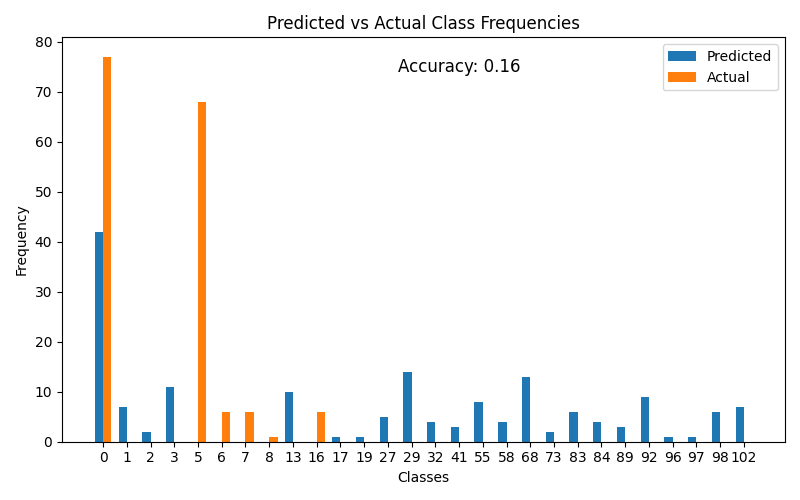 Predicted vs Actual Class Frequencies
Accuracy: 0.16
Predicted
Actual
80
70
60
50
40
30
20
10
0
Frequency
0 1 2 3 5 6 7 8 13 16 17 19 27 29 32 41 55 58 68 73 83 84 89 92 96 97 98 102
Classes